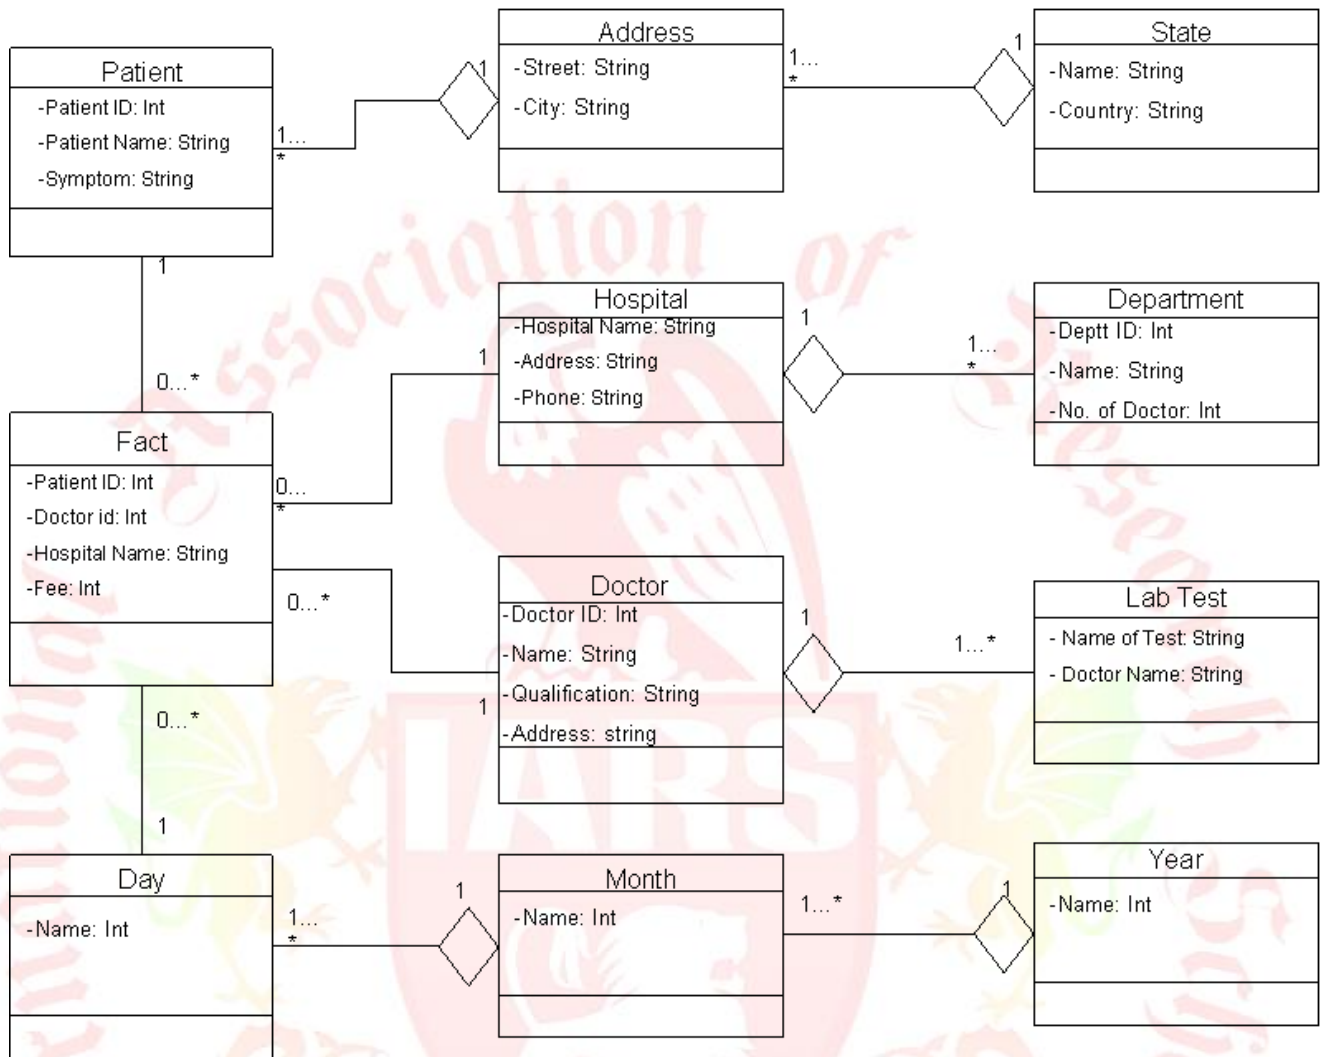 Patient
-Patient ID: Int
-Patient Name: String
-Symptom: String
1...
*
1
Address
-Street: String
-City: String
1...
*
1
State
-Name: String
-Country: String
1
0...*
Fact
-Patient ID: Int
-Doctor id: Int
-Hospital Name: String
-Fee: Int
0...
*
1
Hospital
-Hospital Name: String
-Address: String
-Phone: String
1
1...
*
Department
-Deptt ID: Int
-Name: String
-No. of Doctor: Int
0...*
1
Doctor
-Doctor ID: Int
-Name: String
-Qualification: String
-Address: string
1
1...*
Lab Test
- Name of Test: String
- Doctor Name: String
0...*
1
Day
-Name: Int
1...
*
1
Month
-Name: Int
1...*
1
Year
-Name: Int
Association of
IARS